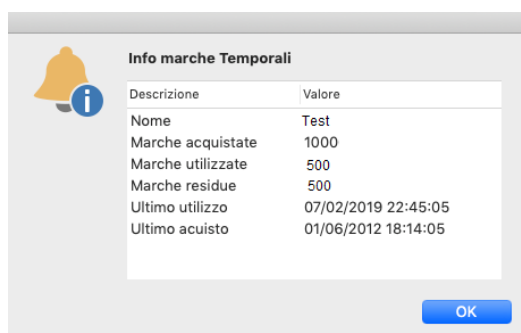 Info marche Temporali
Descrizione Valore
Nome Test
Marche acquistate 1000
Marche utilizzate 500
Marche residue 500
Ultimo utilizzo 07/02/2019 22:45:05
Ultimo acuisto 01/06/2012 18:14:05
OK